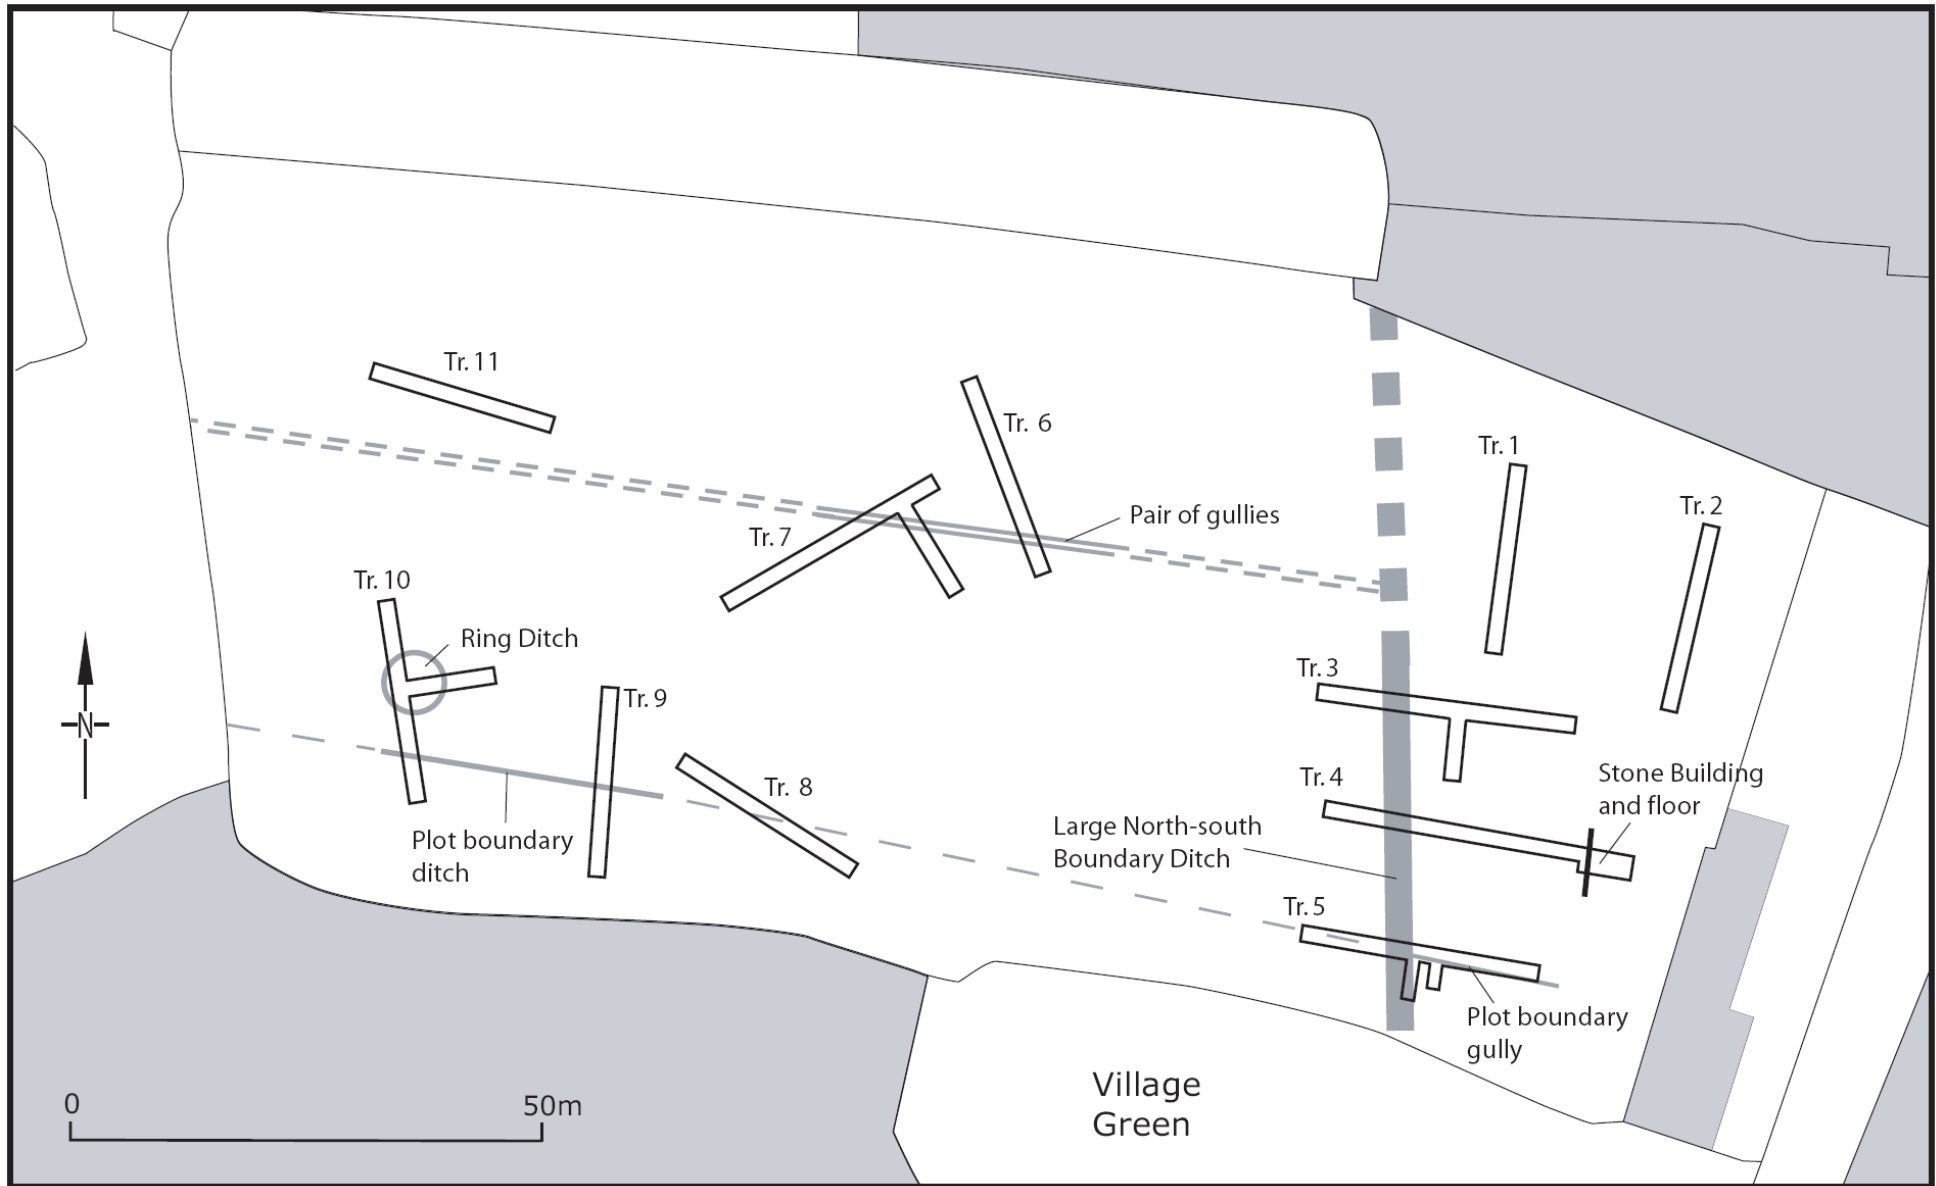 Tr. 11
Tr. 6
Tr. 1
Tr. 2
Pair of gullies
Tr. 7
Tr. 10
Ring Ditch
Tr. 3
Tr. 9
N
Stone Building
and floor
Tr. 4
Tr. 8
Large North-south
Boundary Ditch
Plot boundary
ditch
Tr. 5
Plot boundary
gully
Village
Green
0
50m